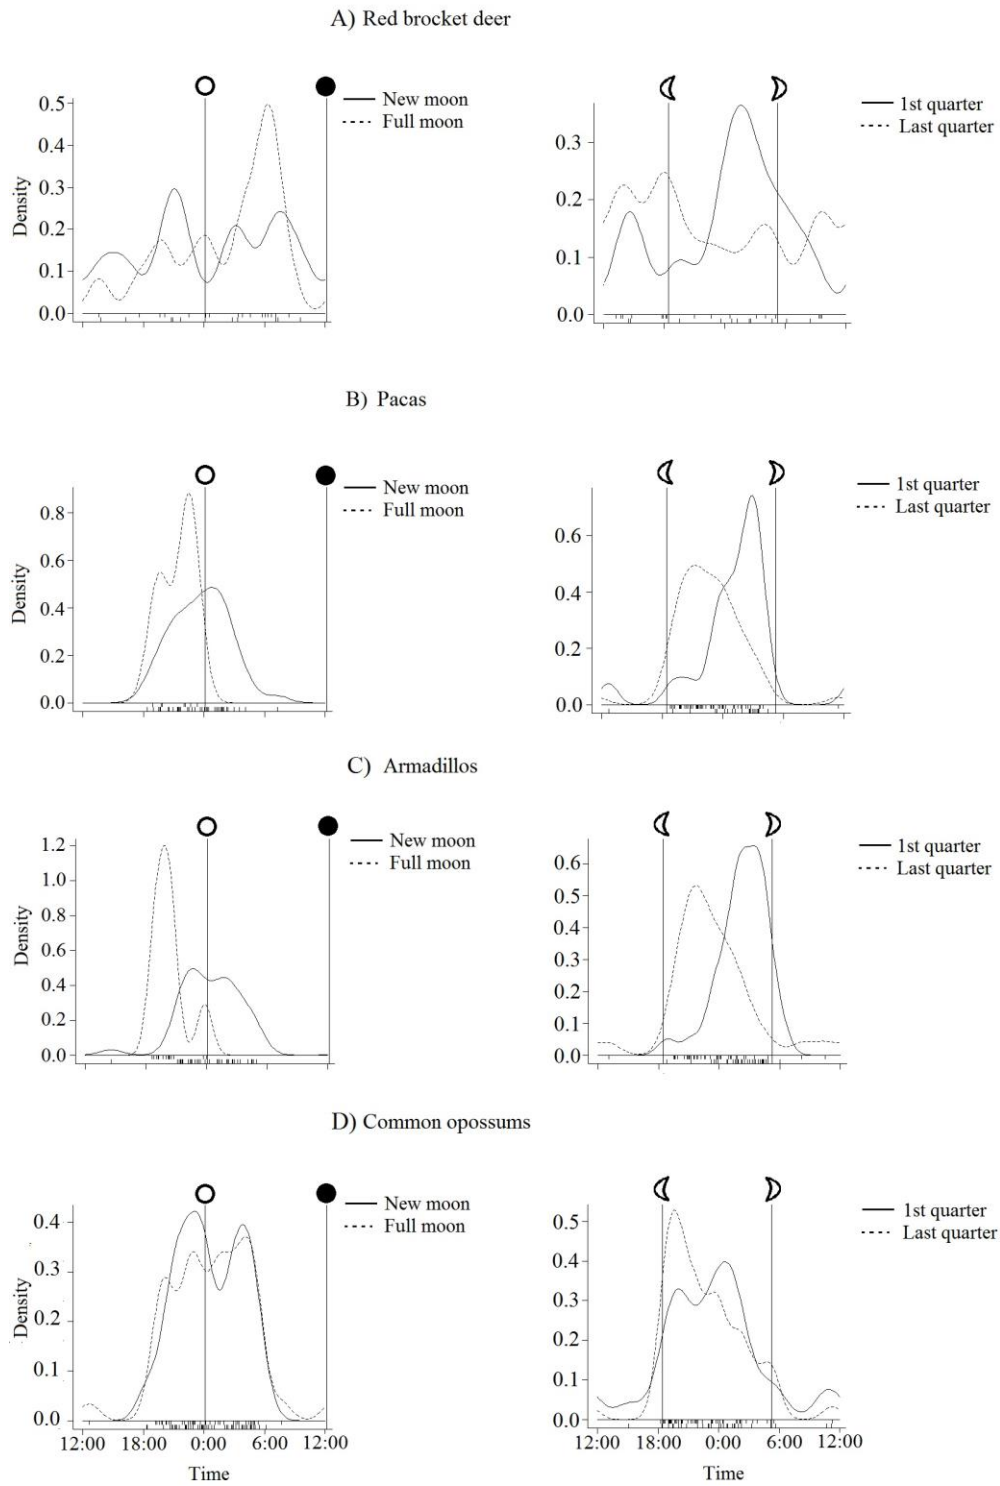 A) Red brocket deer
New moon
Full moon
Density
0.5
0.4
0.3
0.2
0.1
0.0
1st quarter
Last quarter
0.3
0.2
0.1
0.0
B) Pacas
New moon
Full moon
Density
0.8
0.6
0.4
0.2
0.0
1st quarter
Last quarter
0.6
0.4
0.2
0.0
C) Armadillos
New moon
Full moon
Density
1.2
1.0
0.8
0.6
0.4
0.2
0.0
1st quarter
Last quarter
0.6
0.5
0.4
0.3
0.2
0.1
0.0
D) Common opossums
New moon
Full moon
Density
0.4
0.3
0.2
0.1
0.0
12:00 18:00 0:00 6:00 12:00
Time
1st quarter
Last quarter
0.5
0.4
0.3
0.2
0.1
0.0
12:00 18:00 0:00 6:00 12:00
Time